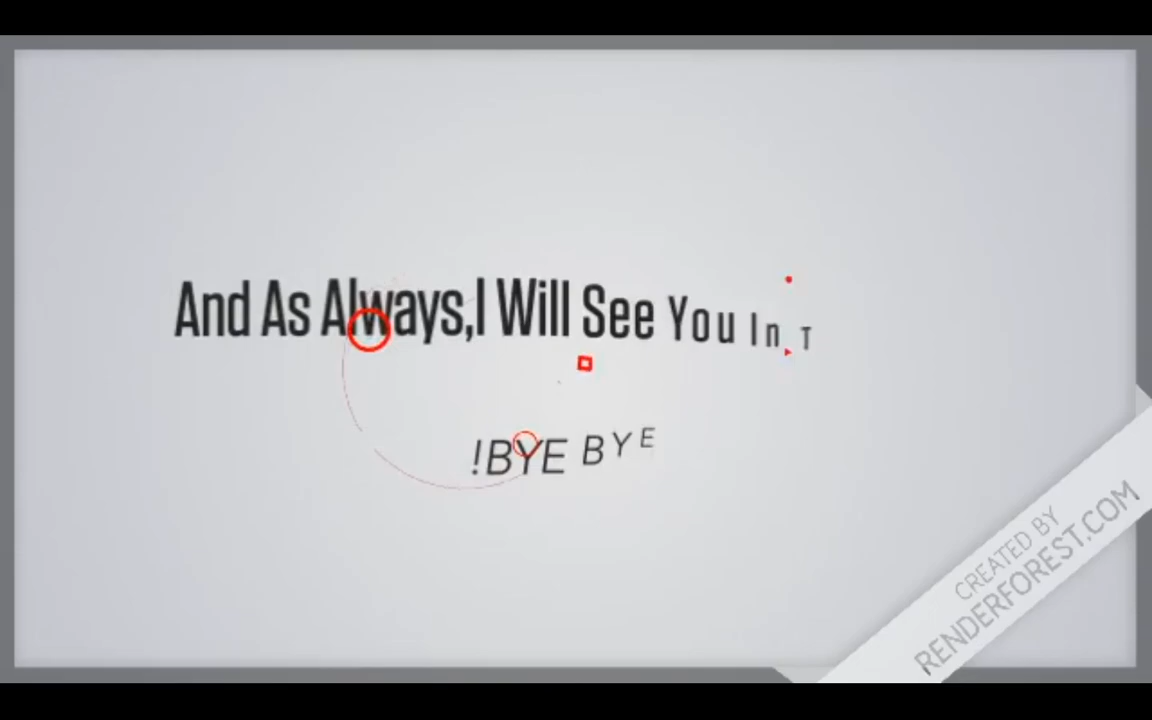 And As Always,I Will See You In T
!BYE BYE
CREATED BY
RENDERFOREST.COM